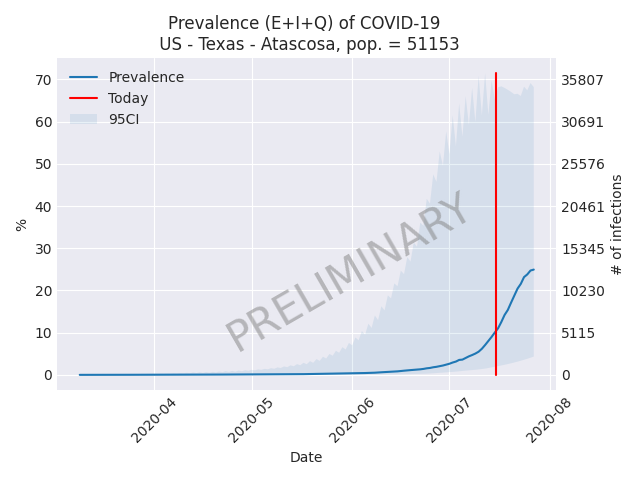 Prevalence (E+I+Q) of COVID-19
US - Texas - Atascosa, pop. = 51153
Prevalence
Today
95CI
70
60
50
40
30
20
10
0
%
35807
30691
25576
20461
15345
10230
5115
0
# of infections
PRELIMINARY
2020-04
2020-05
2020-06
2020-07
2020-08
Date